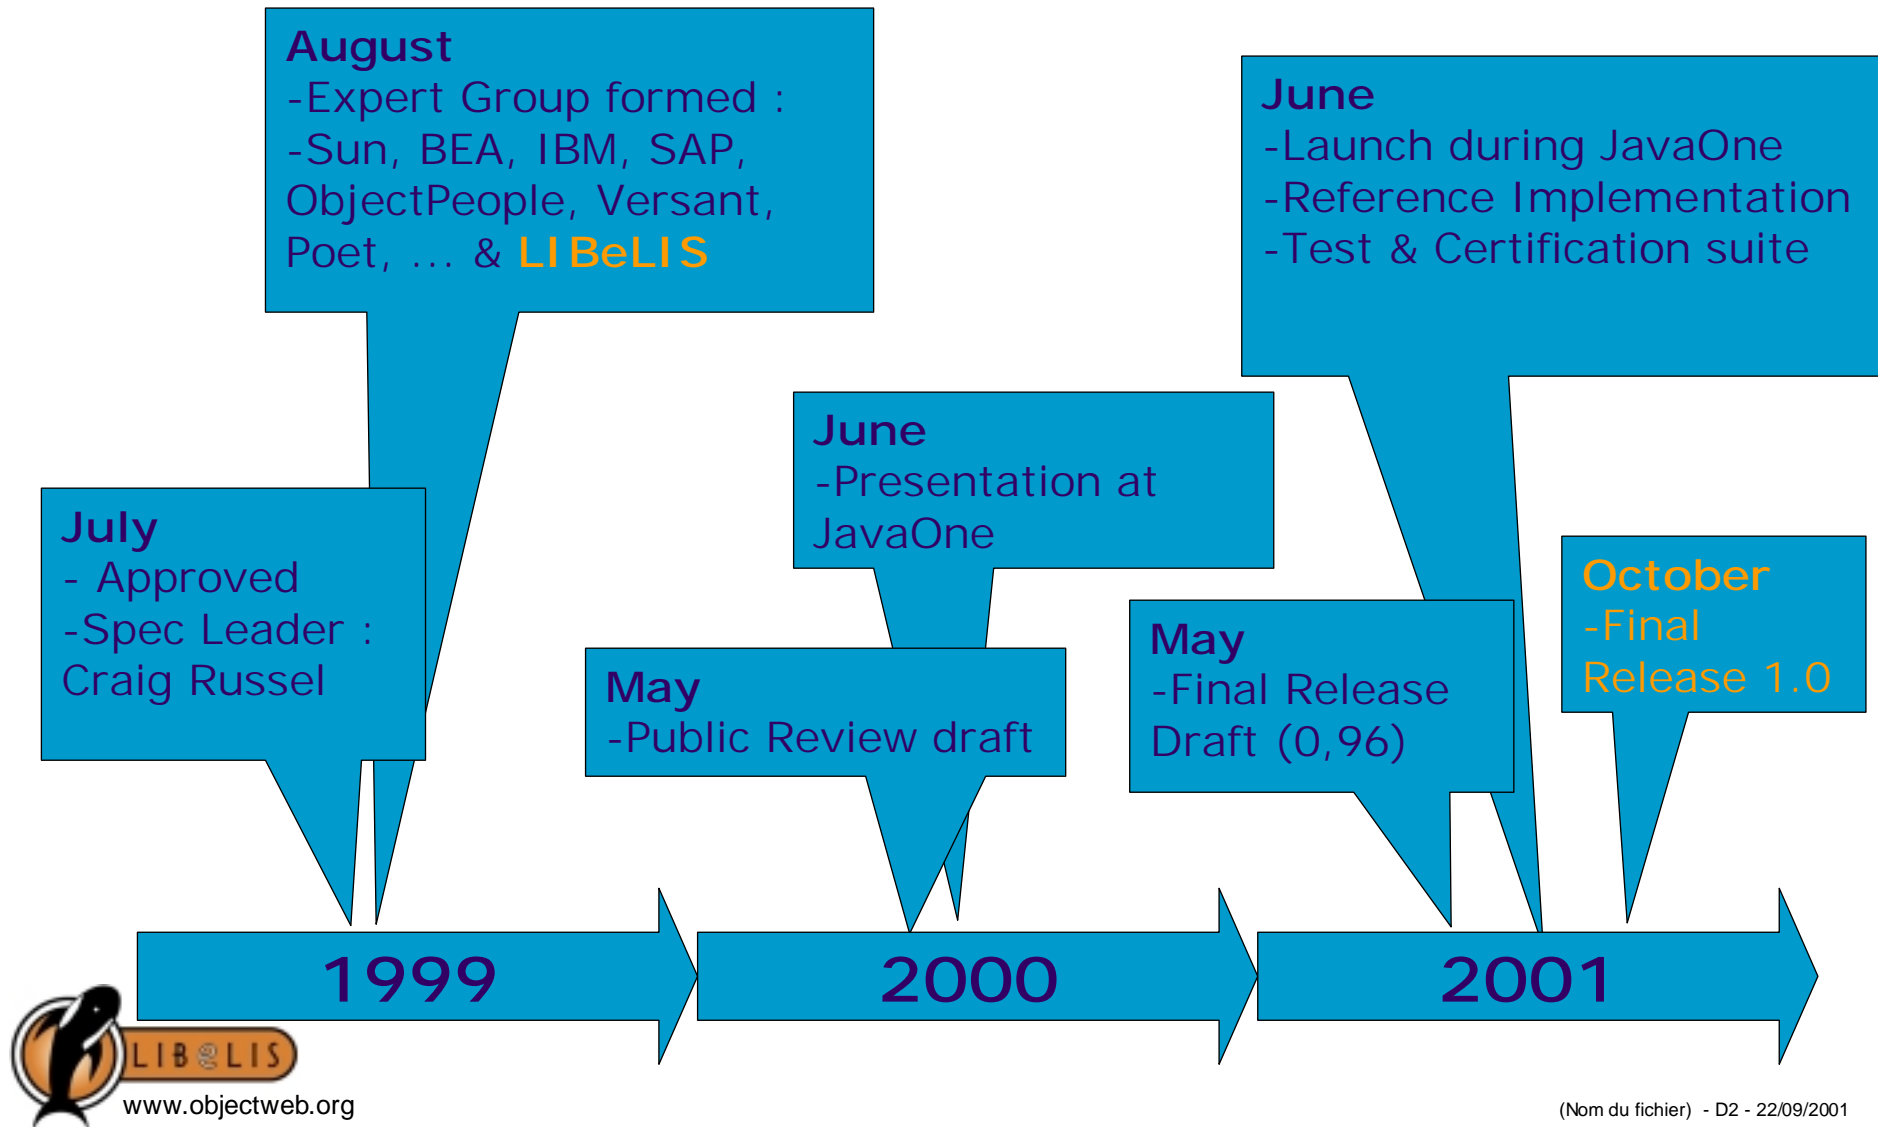 August
-Expert Group formed :
-Sun, BEA, IBM, SAP,
ObjectPeople, Versant,
Poet, ... & LIBeLIS
June
-Launch during JavaOne
-Reference Implementation
-Test & Certification suite
June
-Presentation at
JavaOne
July
- Approved
-Spec Leader :
Craig Russel
May
-Public Review draft
May
-Final Release
Draft (0,96)
October
-Final
Release 1.0
1999
2000
2001
LIB@LIS
www.objectweb.org
(Nom du fichier) - D2 - 22/09/2001